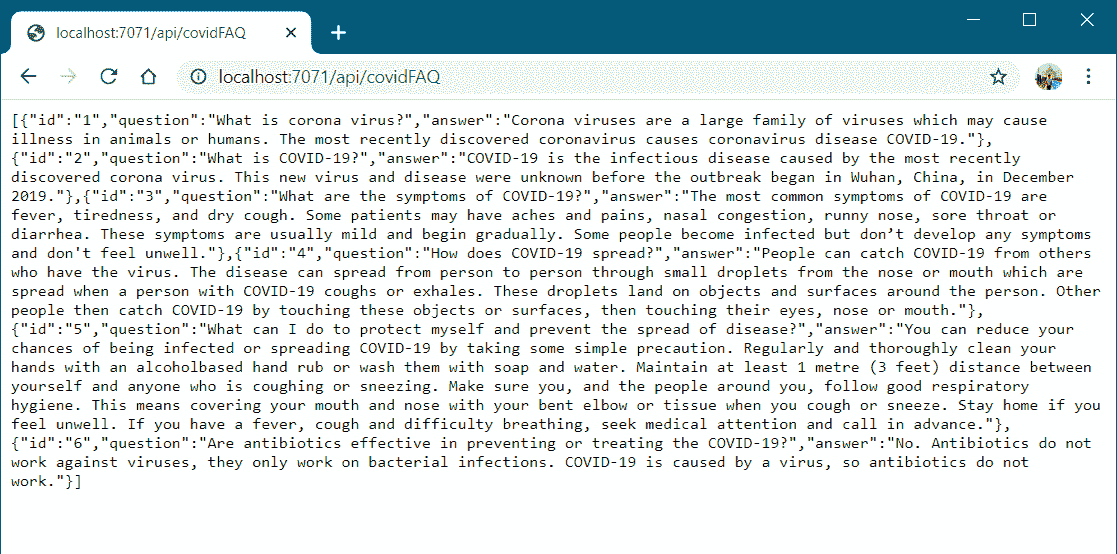 localhost:7071/api/covidFAQ
localhost:7071/api/covidFAQ
[{"id":"1","question":"What is corona virus?","answer":"Corona viruses are a large family of viruses which may cause
illness in animals or humans. The most recently discovered coronavirus causes coronavirus disease COVID-19."},
{"id":"2","question":"What is COVID-19?","answer":"COVID-19 is the infectious disease caused by the most recently
discovered corona virus. This new virus and disease were unknown before the outbreak began in Wuhan, China, in December
2019."},{"id":"3","question":"What are the symptoms of COVID-19?","answer":"The most common symptoms of COVID-19 are
fever, tiredness, and dry cough. Some patients may have aches and pains, nasal congestion, runny nose, sore throat or
diarrhea. These symptoms are usually mild and begin gradually. Some people become infected but don’t develop any symptoms
and don't feel unwell."},{"id":"4","question":"How does COVID-19 spread?","answer":"People can catch COVID-19 from others
who have the virus. The disease can spread from person to person through small droplets from the nose or mouth which are
spread when a person with COVID-19 coughs or exhales. These droplets land on objects and surfaces around the person. Other
people then catch COVID-19 by touching these objects or surfaces, then touching their eyes, nose or mouth."},
{"id":"5","question":"What can I do to protect myself and prevent the spread of disease?","answer":"You can reduce your
chances of being infected or spreading COVID-19 by taking some simple precaution. Regularly and thoroughly clean your
hands with an alcoholbased hand rub or wash them with soap and water. Maintain at least 1 metre (3 feet) distance between
yourself and anyone who is coughing or sneezing. Make sure you, and the people around you, follow good respiratory
hygiene. This means covering your mouth and nose with your bent elbow or tissue when you cough or sneeze. Stay home if you
feel unwell. If you have a fever, cough and difficulty breathing, seek medical attention and call in advance."},
{"id":"6","question":"Are antibiotics effective in preventing or treating the COVID-19?","answer":"No. Antibiotics do not
work against viruses, they only work on bacterial infections. COVID-19 is caused by a virus, so antibiotics do not
work."}]